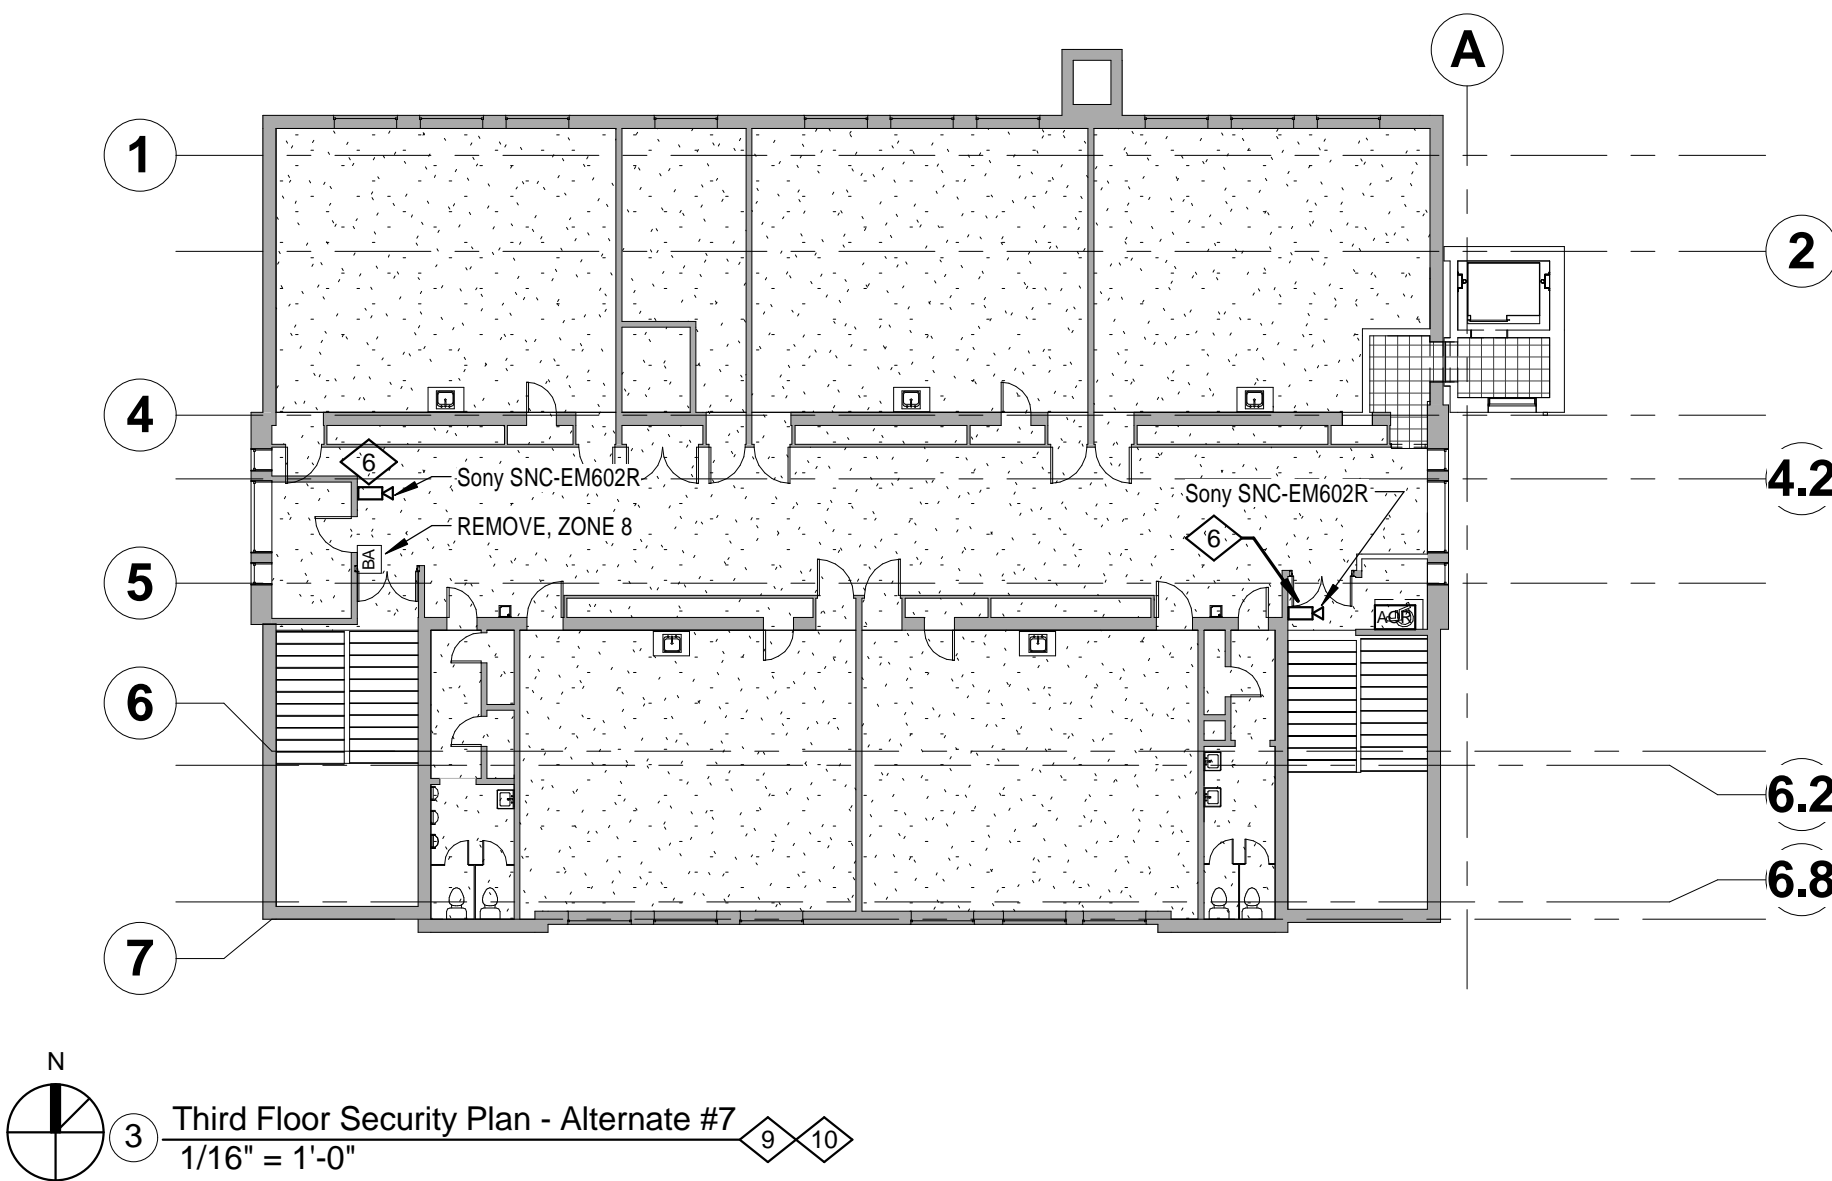 A
1
2
4
6
Sony SNC-EM602R
Sony SNC-EM602R
4.2
REMOVE, ZONE 8
6
BA
5
AOR
6
6.2
6.8
7
N
3
Third Floor Security Plan - Alternate #7
9
10
1/16" = 1'-0"